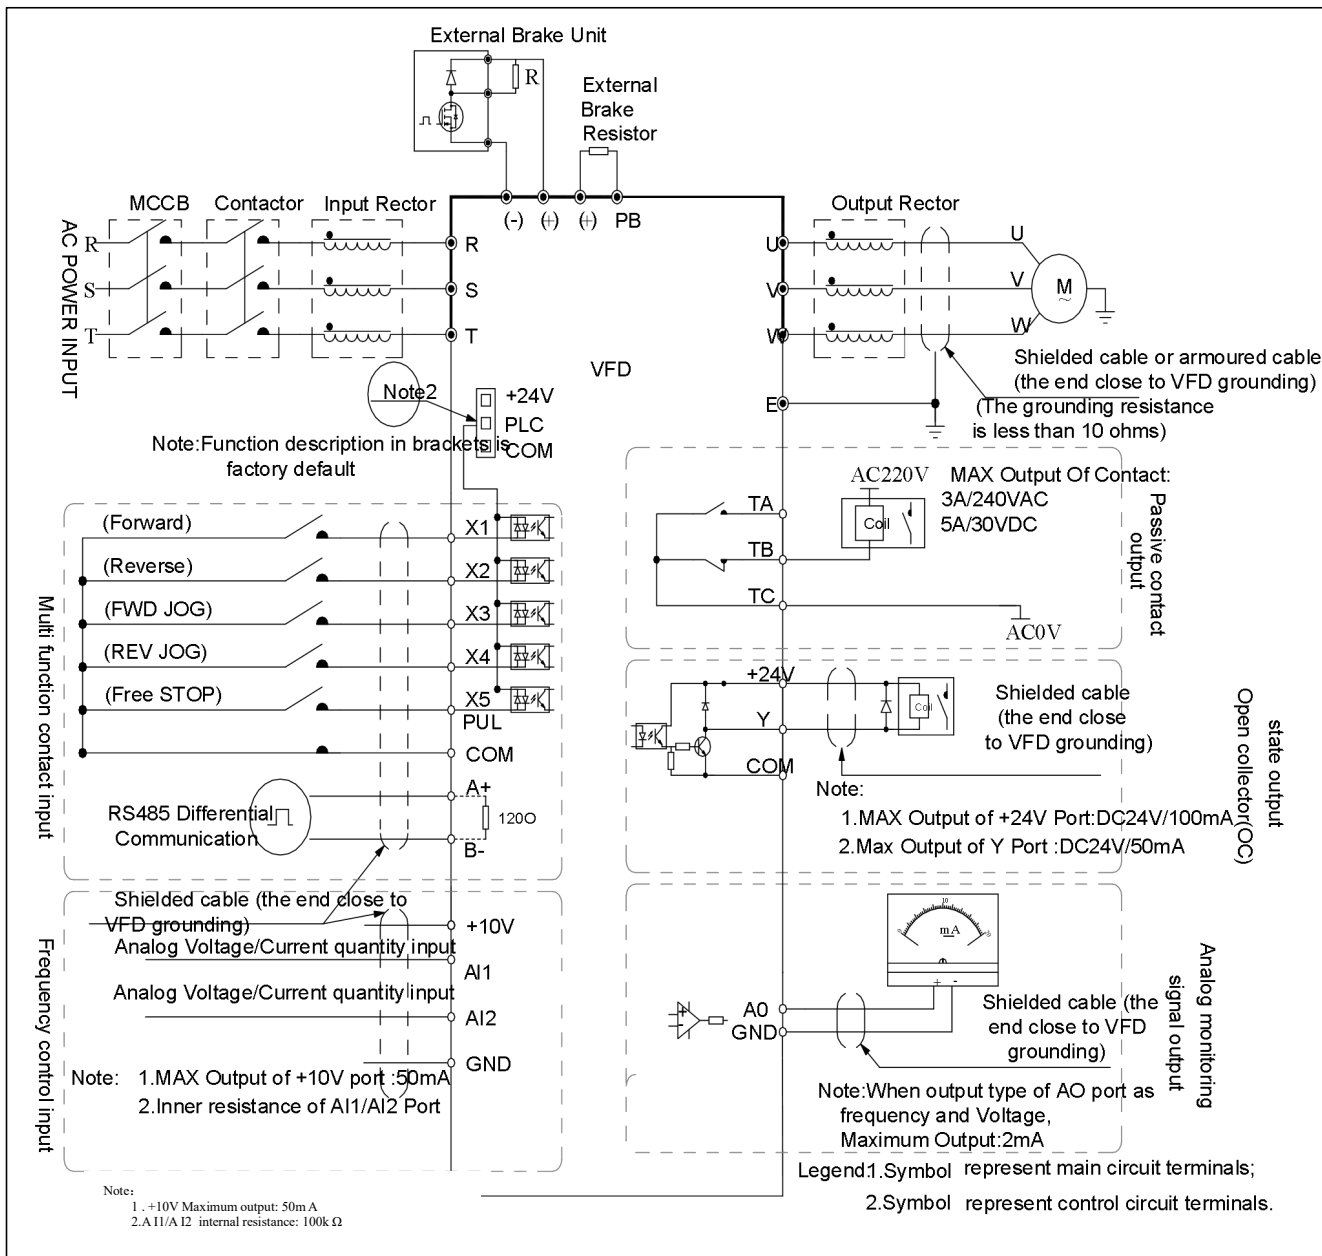 External Brake Unit
R
External
Brake
Resistor
MCCB
Contactor
Input Rector
(-)
(+)
(+)
PB
Output Rector
AC POWER INPUT
R
S
T
R
S
T
U
V
W
U
V
W
M
~
VFD
Shielded cable or armoured cable
(the end close to VFD grounding)
(The grounding resistance
is less than 10 ohms)
E
Note2
+24V
PLC
COM
Note:Function description in brackets is
factory default
Multi function contact input
(Forward)
X1
(Reverse)
X2
(FWD JOG)
X3
(REV JOG)
X4
(Free STOP)
X5
PUL
COM
RS485 Differential
Communication
A+
120O
B-
Shielded cable (the end close to
VFD grounding)
Frequency control input
+10V
Analog Voltage/Current quantity input
AI1
Analog Voltage/Current quantity input
AI2
GND
Note:
1.MAX Output of +10V port :50mA
2.Inner resistance of AI1/AI2 Port
Note:
1 . +10V Maximum output: 50m A
2.A I1/A I2 internal resistance: 100k Ω
TA
TB
TC
AC220V
Coil
MAX Output Of Contact:
3A/240VAC
5A/30VDC
AC0V
Passive contact
output
+24V
Y
COM
Coil
Shielded cable
(the end close
to VFD grounding)
Note:
1.MAX Output of +24V Port:DC24V/100mA
2.Max Output of Y Port :DC24V/50mA
state output
Open collector(OC)
0
10
20
mA
+ -
A0
GND
Shielded cable (the
end close to VFD
grounding)
Note:When output type of AO port as
frequency and Voltage,
Maximum Output:2mA
Analog monitoring
signal output
Legend:1.Symbol represent main circuit terminals;
2.Symbol represent control circuit terminals.